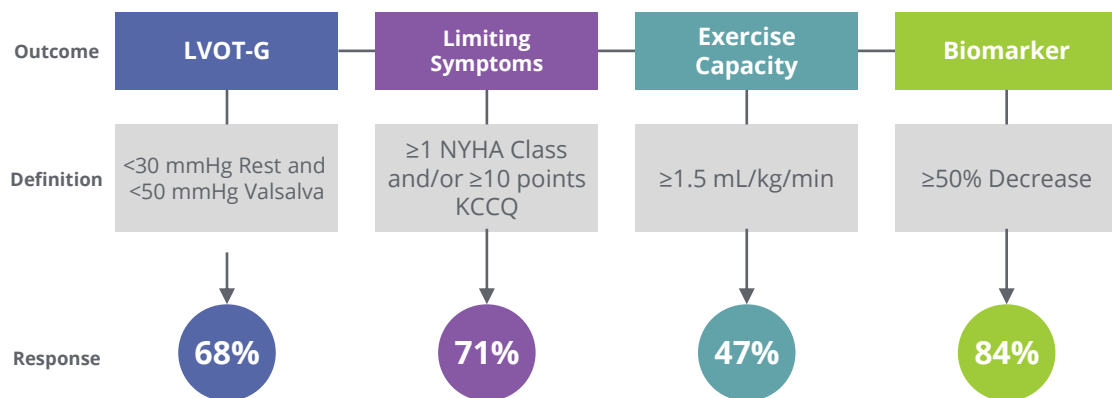 Outcome
LVOT-G
Limiting
Symptoms
Exercise
Capacity
Biomarker
Definition
<30 mmHg Rest and
<50 mmHg Valsalva
≥1 NYHA Class
and/or ≥10 points
KCCQ
≥1.5 mL/kg/min
≥50% Decrease
Response
68%
71%
47%
84%